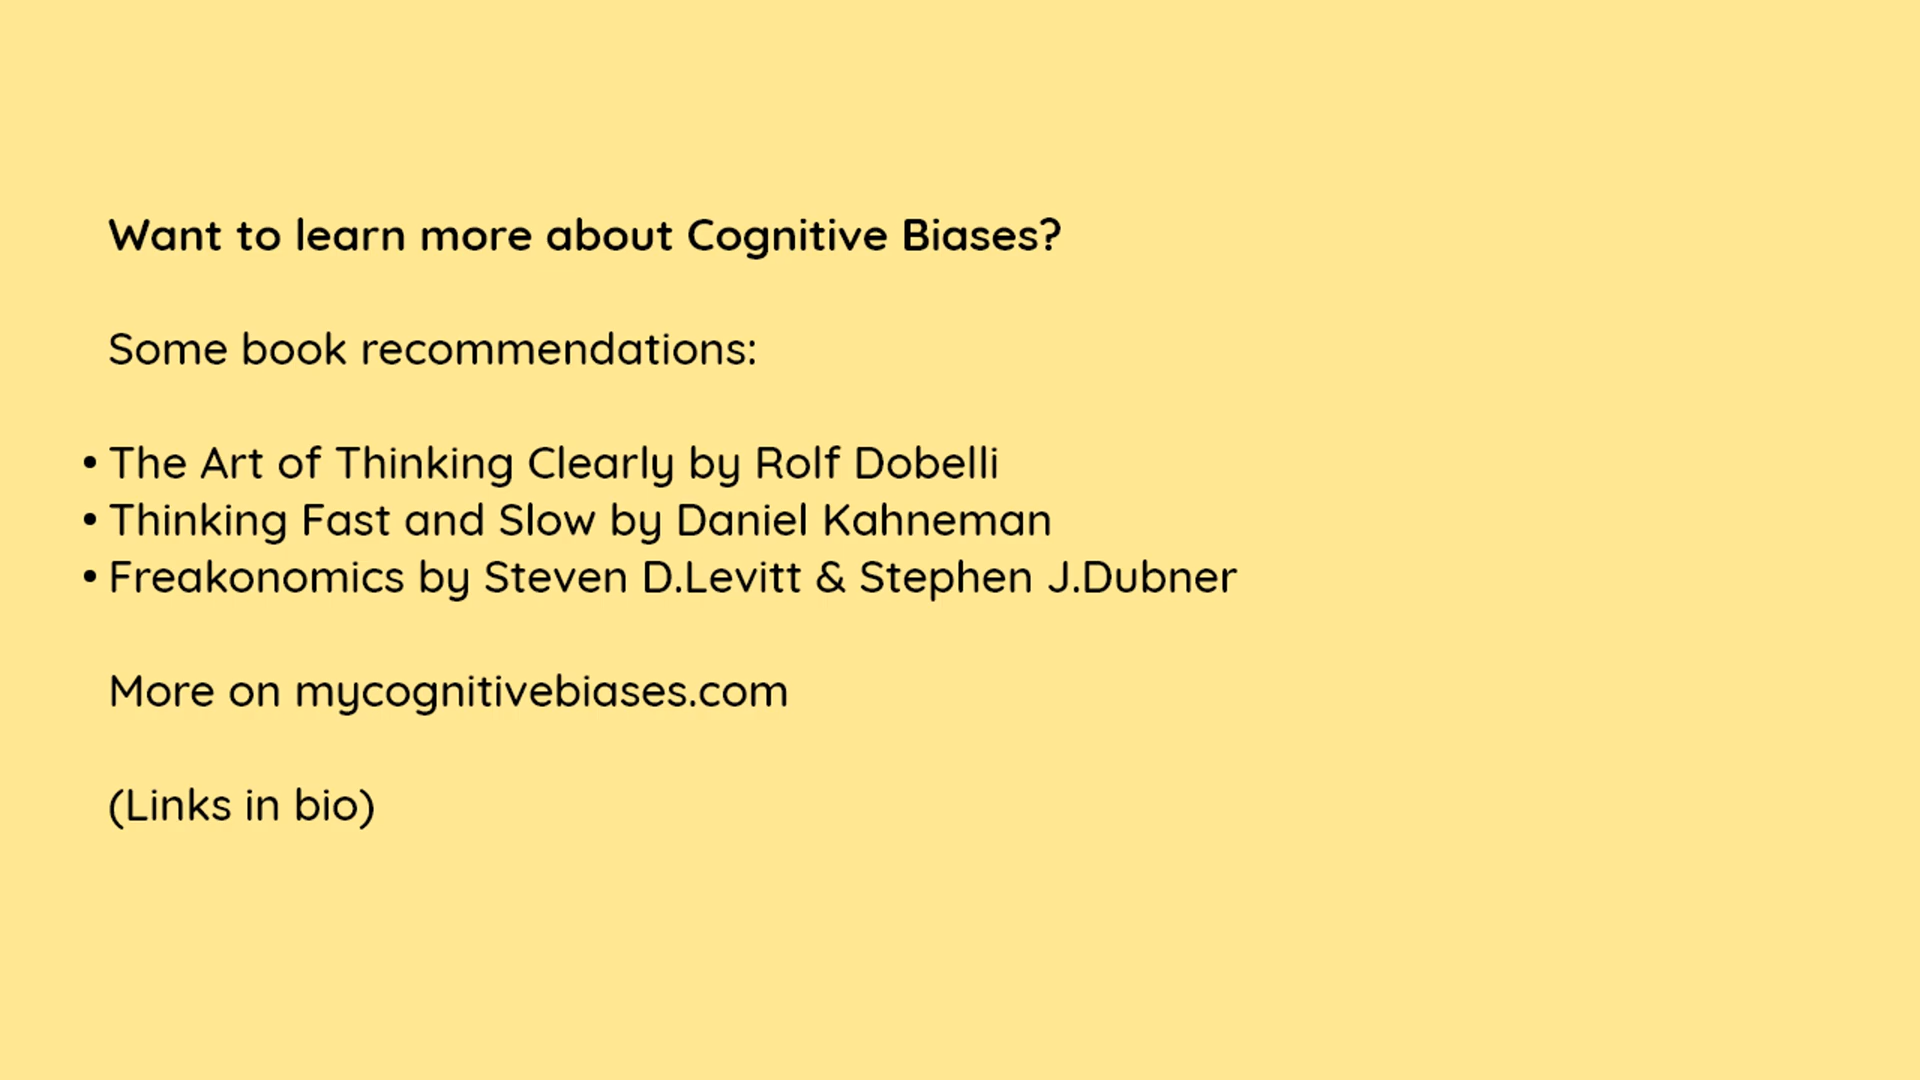 Want to learn more about Cognitive Biases?
Some book recommendations:
• The Art of Thinking Clearly by Rolf Dobelli
• Thinking Fast and Slow by Daniel Kahneman
• Freakonomics by Steven D.Levitt & Stephen J.Dubner
More on mycognitivebiases.com
(Links in bio)